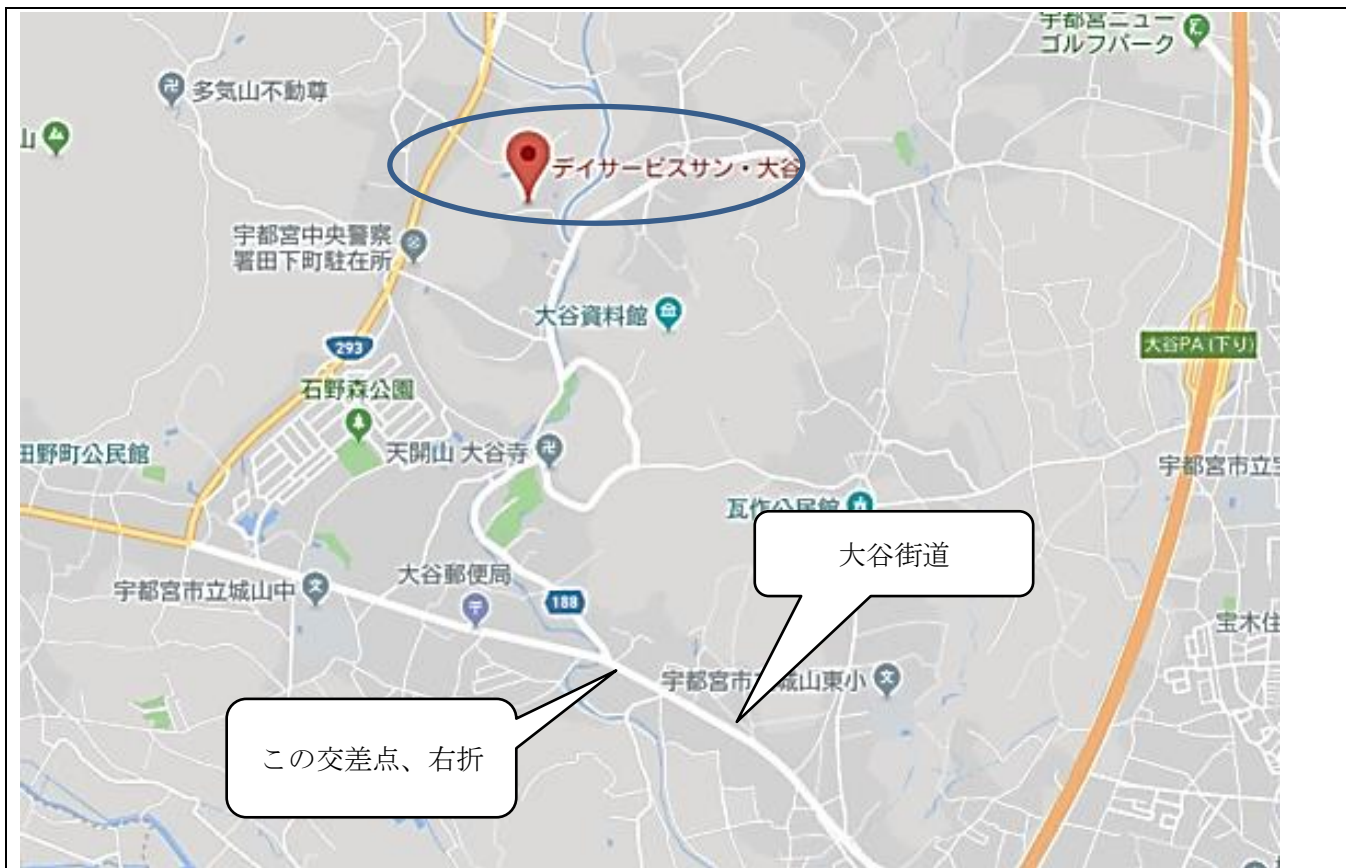 宇都宮ニュー
ゴルフパーク
多気山不動尊
山
デイサービスサン・大谷
宇都宮中央警察
署田下町駐在所
大谷資料館
293
大谷PA(下り)
石野森公園
田野町公民館
天開山 大谷寺
宇都宮市立宝
瓦作公民館
大谷街道
大谷郵便局
宇都宮市立城山中
188
宝木住
宇都宮市立城山東小
この交差点、右折